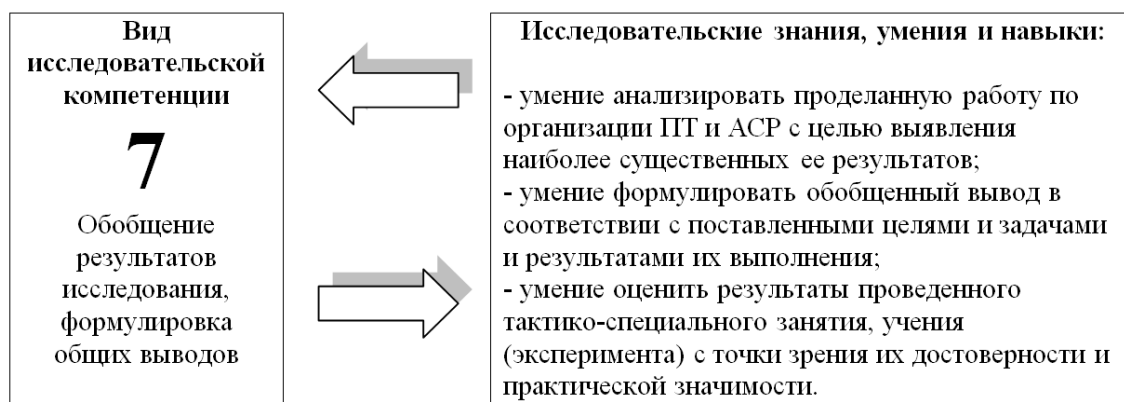 Вид
исследовательской
компетенции
7
Обобщение
результатов
исследования,
формулировка
общих выводов
Исследовательские знания, умения и навыки:
- умение анализировать проделанную работу по
организации ПТ и АСР с целью выявления
наиболее существенных ее результатов;
- умение формулировать обобщенный вывод в
соответствии с поставленными целями и задачами
и результатами их выполнения;
- умение оценить результаты проведенного
тактико-специального занятия, учения
(эксперимента) с точки зрения их достоверности и
практической значимости.